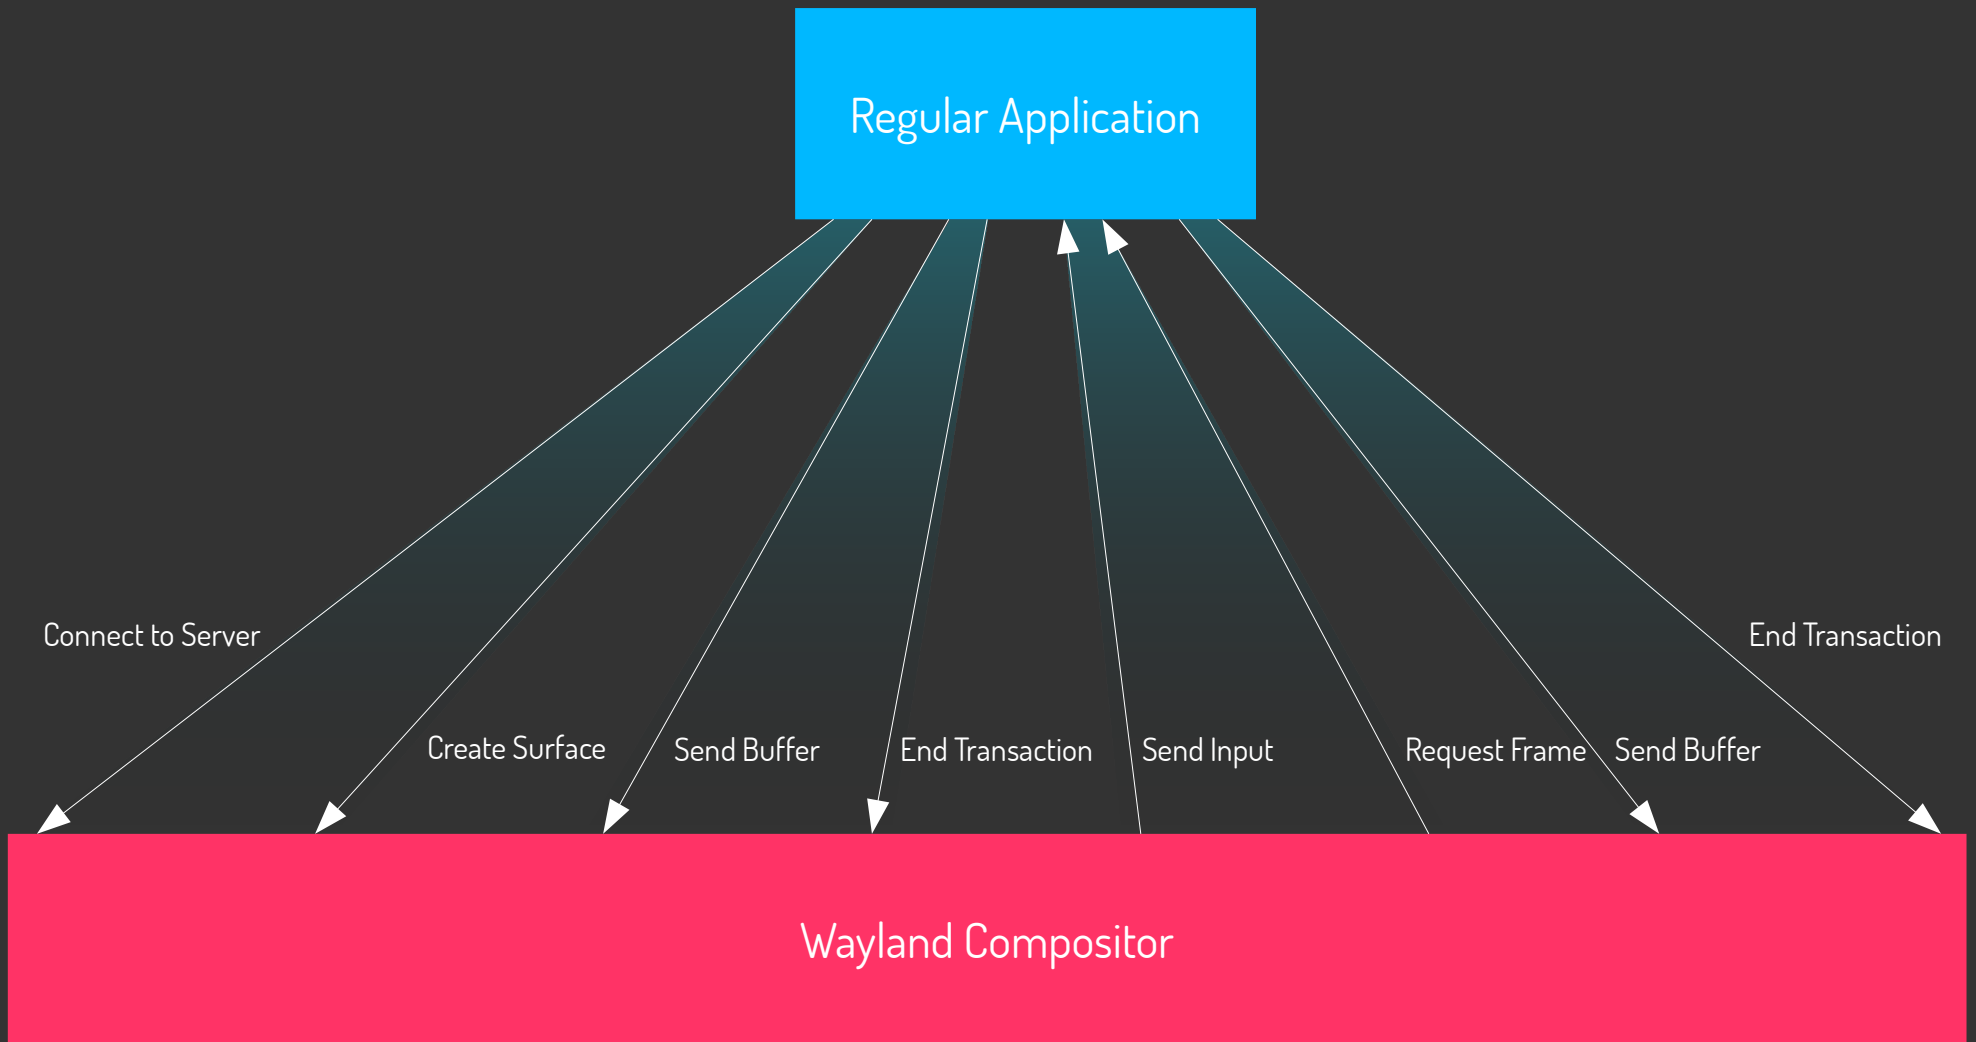 Regular Application
Connect to Server
End Transaction
Create Surface
Send Buffer
End Transaction
Send Input
Request Frame
Send Buffer
Wayland Compositor